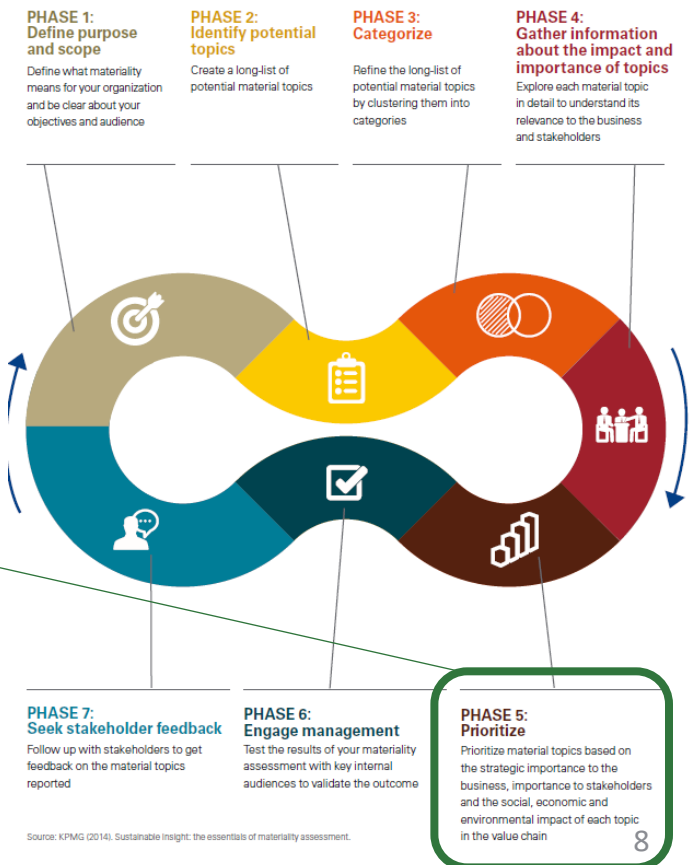 PHASE 1:
Define purpose
and scope
Define what materiality
means for your organization
and be clear about your
objectives and audience
PHASE 2:
Identify potential
topics
Create a long-list of
potential material topics
PHASE 3:
Categorize
Refine the long-list of
potential material topics
by clustering them into
categories
PHASE 4:
Gather information
about the impact and
importance of topics
Explore each material topic
in detail to understand its
relevance to the business
and stakeholders
PHASE 7:
Seek stakeholder feedback
Follow up with stakeholders to get
feedback on the material topics
reported
PHASE 6:
Engage management
Test the results of your materiality
assessment with key internal
audiences to validate the outcome
PHASE 5:
Prioritize
Prioritize material topics based on
the strategic importance to the
business, importance to stakeholders
and the social, economic and
environmental impact of each topic
in the value chain
Source: KPMG (2014). Sustainable Insight: the essentials of materiality assessment.
8